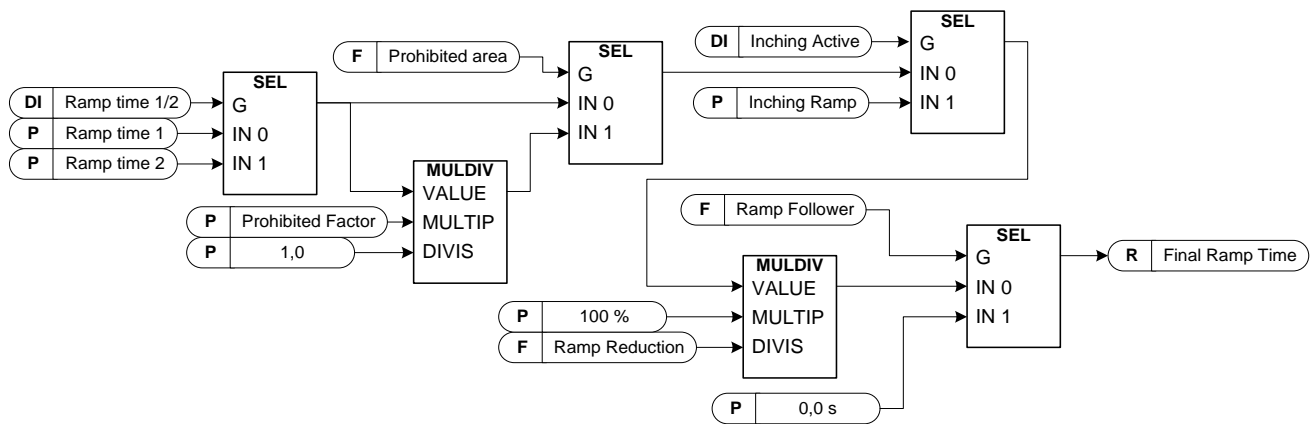 SEL
DI Inching Active
G
IN 0
P Inching Ramp
IN 1
SEL
F Prohibited area
G
IN 0
IN 1
SEL
DI Ramp time 1/2
G
P Ramp time 1
IN 0
P Ramp time 2
IN 1
MULDIV
VALUE
P Prohibited Factor
MULTIP
P 1,0
DIVIS
F Ramp Follower
SEL
G
R Final Ramp Time
IN 0
IN 1
MULDIV
VALUE
P 100 %
MULTIP
F Ramp Reduction
DIVIS
P 0,0 s